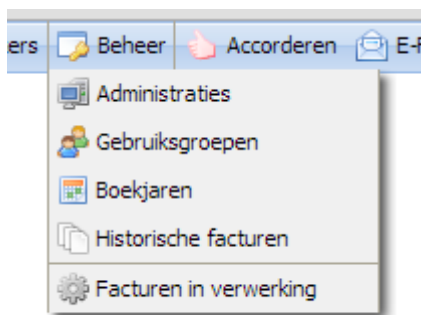 ers Beheer Accorderen E-F
Administraties
Gebruiksgroepen
Boekjaren
Historische facturen
Facturen in verwerking